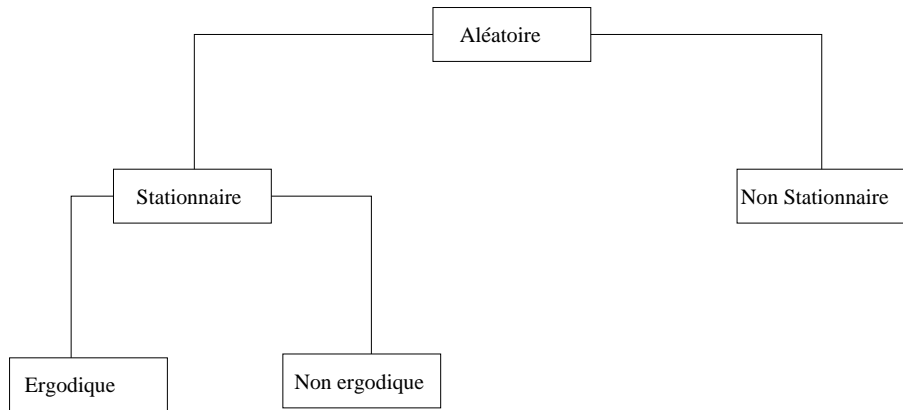 Aléatoire
Stationnaire
Non Stationnaire
Ergodique
Non ergodique